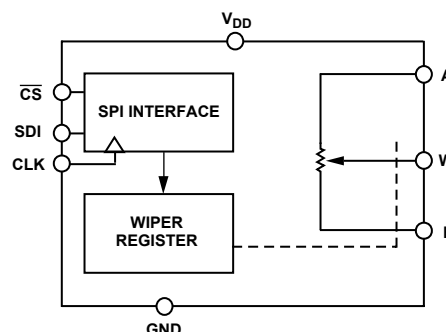 VDD
CS
SDI
CLK
SPI INTERFACE
WIPER
REGISTER
A
W
GND